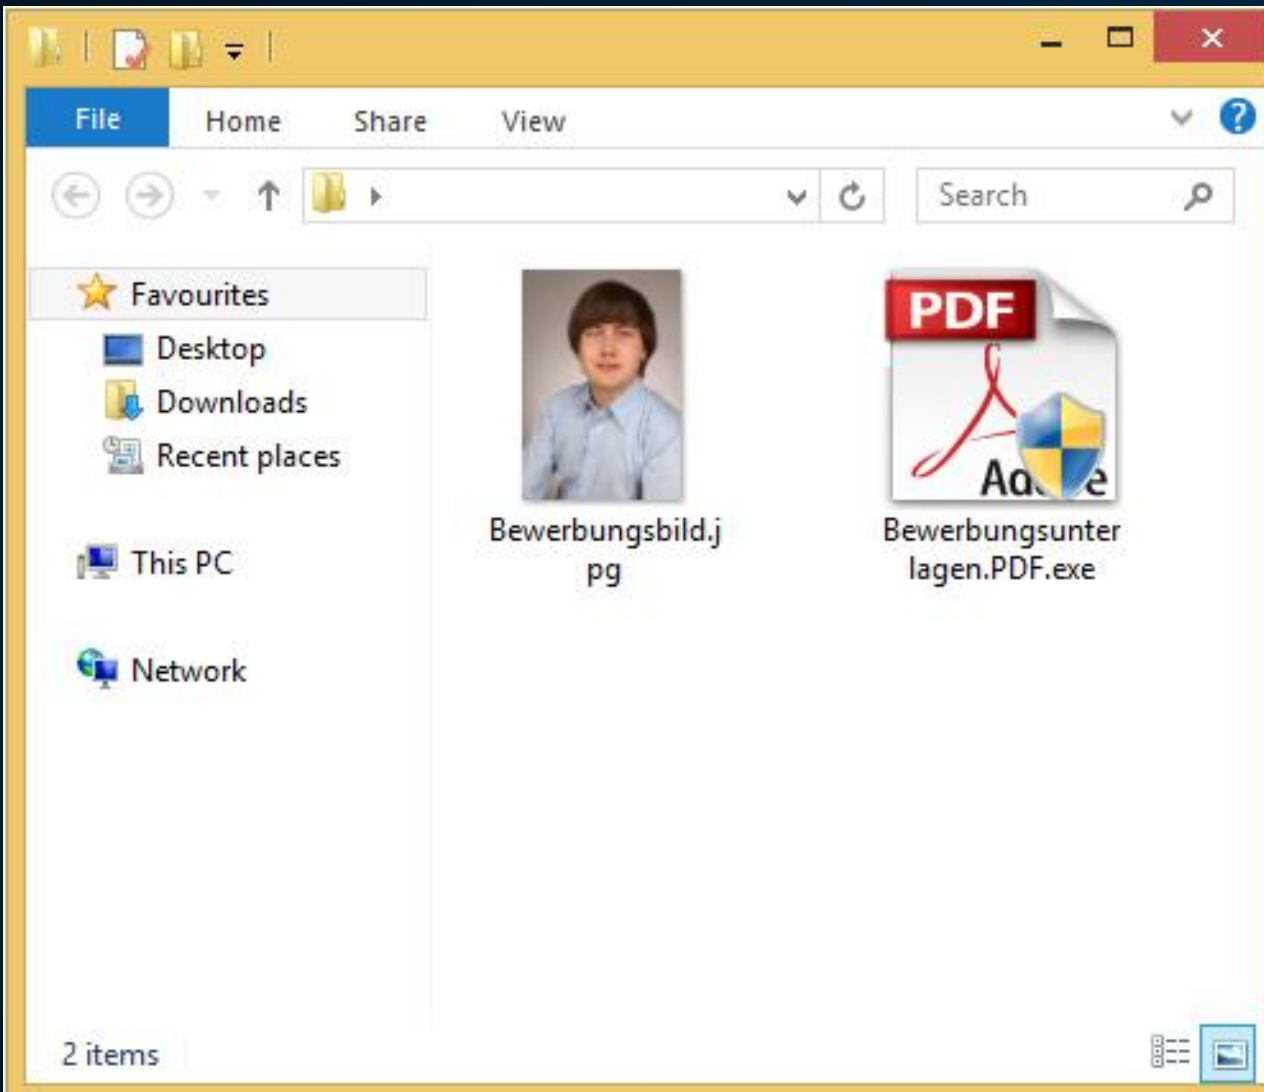 File Home Share View
Search
Favourites
Desktop
Downloads
Recent places
This PC
Network
Bewerbungsbild.j
pg
PDF
Adobe
Bewerbungsunter
lagen.PDF.exe
2 items